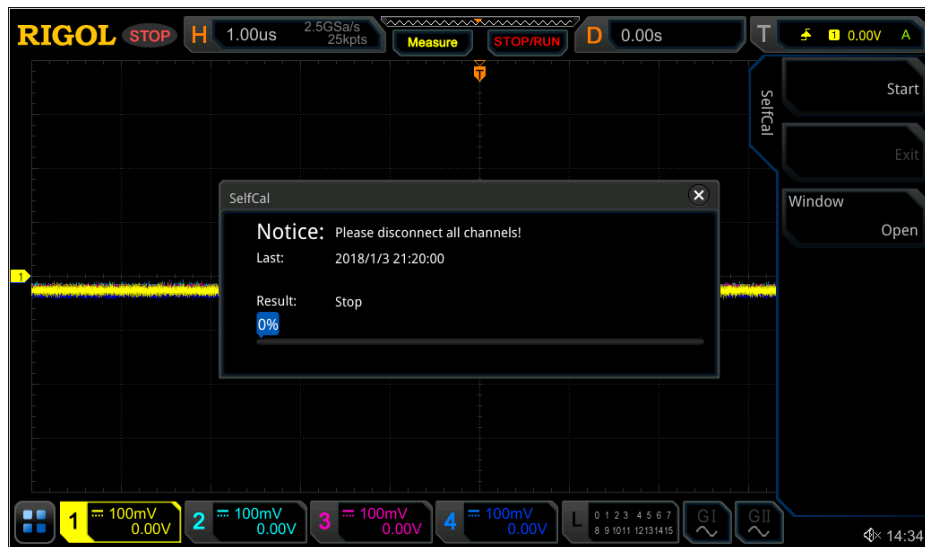 RIGOL STOP H 1.00us 2.5GSa/s 25kpts Measure STOP/RUN D 0.00s T 1 0.00V A
T
SelfCal
Start
Exit
Window
Open
SelfCal
Notice: Please disconnect all channels!
Last: 2018/1/3 21:20:00
Result: Stop
0%
1
1 100mV 0.00V
2 100mV 0.00V
3 100mV 0.00V
4 100mV 0.00V
L 0 1 2 3 4 5 6 7
8 9 10 11 12 13 14 15
GI
GII
14:34